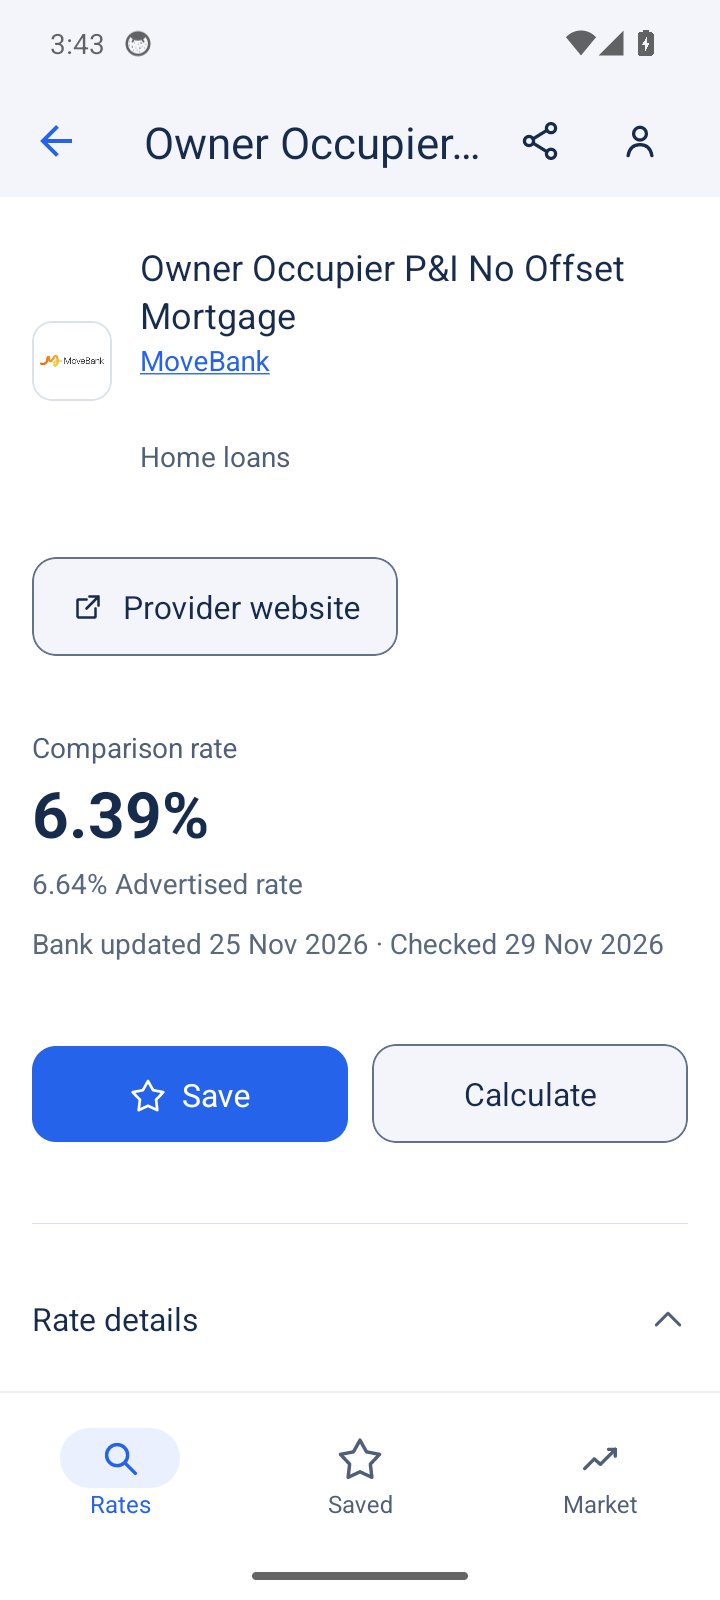 3:43
Owner Occupier...
Owner Occupier P&I No Offset
Mortgage
MoveBank
MoveBank
Home loans
Provider website
Comparison rate
6.39%
6.64% Advertised rate
Bank updated 25 Nov 2026 · Checked 29 Nov 2026
Save
Calculate
Rate details
Rates
Saved
Market